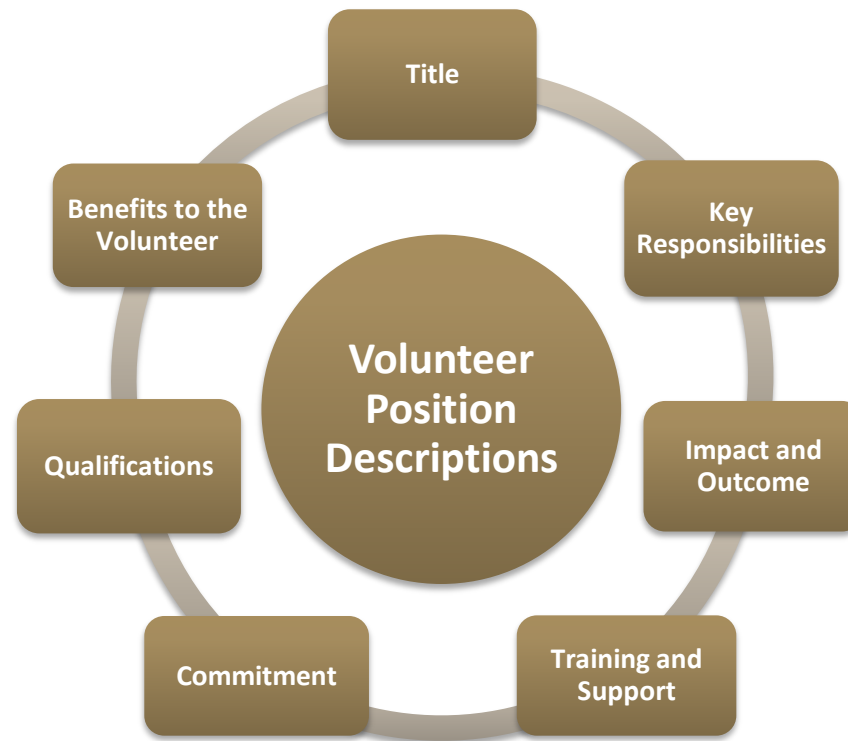 Title
Key
Responsibilities
Impact and
Outcome
Training and
Support
Commitment
Qualifications
Benefits to the
Volunteer
Volunteer
Position
Descriptions